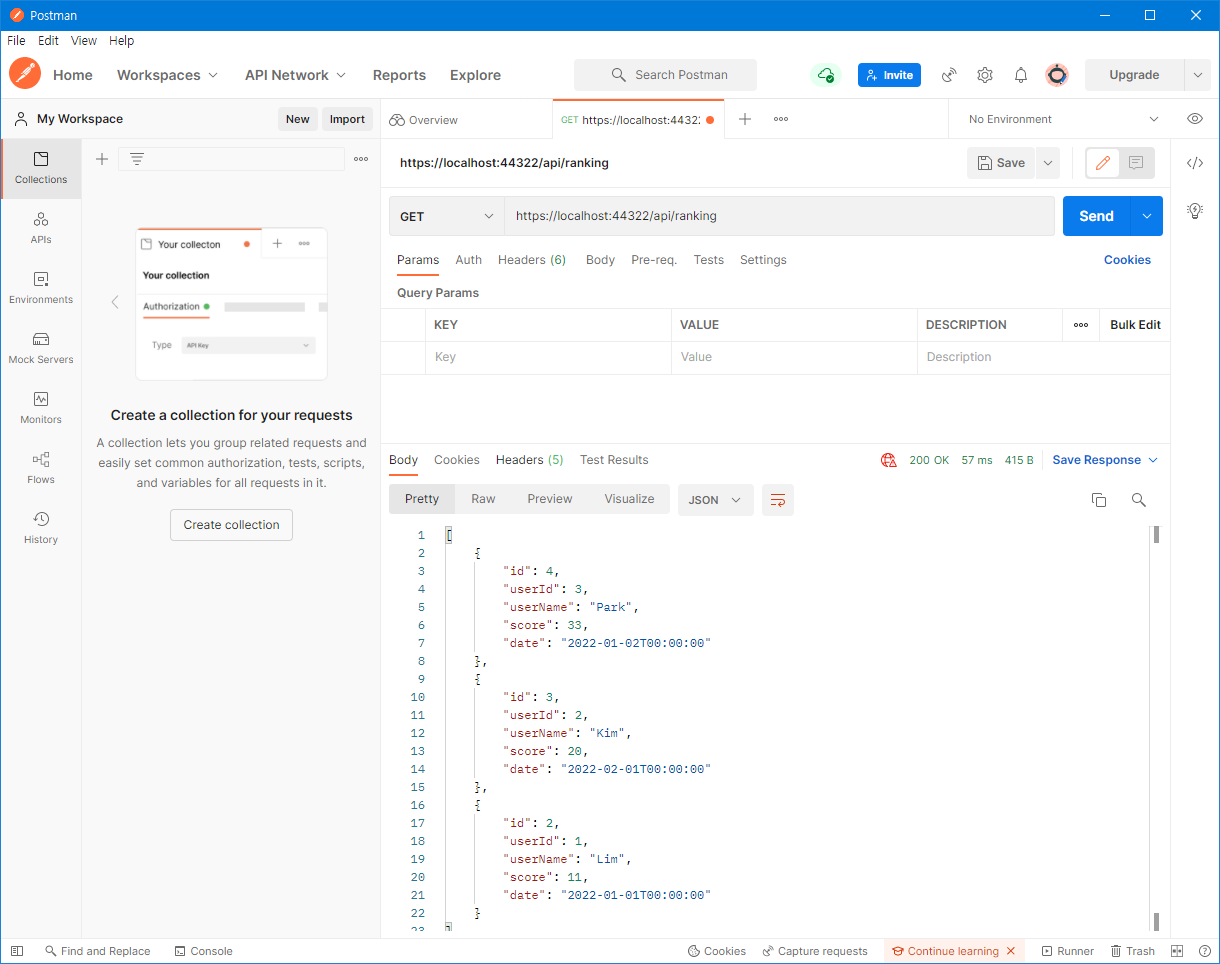 Postman
File Edit View Help
Home Workspaces API Network Reports Explore Search Postman Invite Upgrade
My Workspace New Import
Overview GET https://localhost:4432 No Environment
Collections
APIs
Environments
Mock Servers
Monitors
Flows
History
Your collecton
Your collection
Authorization
Type API Key
Create a collection for your requests
A collection lets you group related requests and
easily set common authorization, tests, scripts,
and variables for all requests in it.
Create collection
https://localhost:44322/api/ranking Save
GET https://localhost:44322/api/ranking Send
Params Auth Headers (6) Body Pre-req. Tests Settings Cookies
Query Params
KEY VALUE DESCRIPTION Bulk Edit
Key Value Description
Body Cookies Headers (5) Test Results 200 OK 57 ms 415 B Save Response
Pretty Raw Preview Visualize JSON
1 [
2 {
3 "id": 4,
4 "userId": 3,
5 "userName": "Park",
6 "score": 33,
7 "date": "2022-01-02T00:00:00"
8 },
9 {
10 "id": 3,
11 "userId": 2,
12 "userName": "Kim",
13 "score": 20,
14 "date": "2022-02-01T00:00:00"
15 },
16 {
17 "id": 2,
18 "userId": 1,
19 "userName": "Lim",
20 "score": 11,
21 "date": "2022-01-01T00:00:00"
22 }
23 ]
Find and Replace Console Cookies Capture requests Continue learning Runner Trash